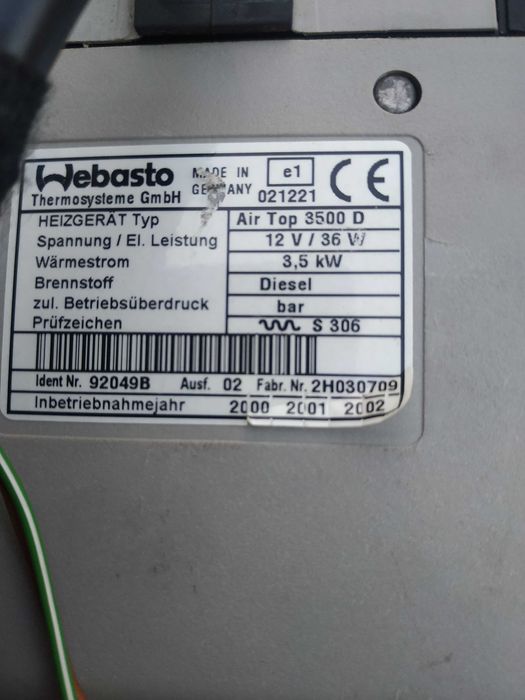 Webasto MADE IN GERMANY e1 CE
Thermosysteme GmbH 021221
HEIZGERÄT Typ Air Top 3500 D
Spannung / El. Leistung 12 V / 36 W
Wärmestrom 3,5 kW
Brennstoff Diesel
zul. Betriebsüberdruck bar
Prüfzeichen S 306
Ident Nr. 92049B Ausf. 02 Fabr. Nr. 2H030709
Inbetriebnahmejahr 2000 2001 2002